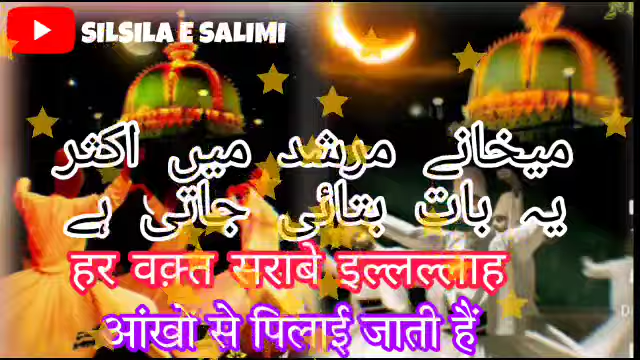 SILSILA E SALIMI
میخانے مرشد میں اکثر
یہ بات بتائی جاتی ہے
हर वक़्त सराबे इल्लल्लाह
आंखों से पिलाई जाती हैं